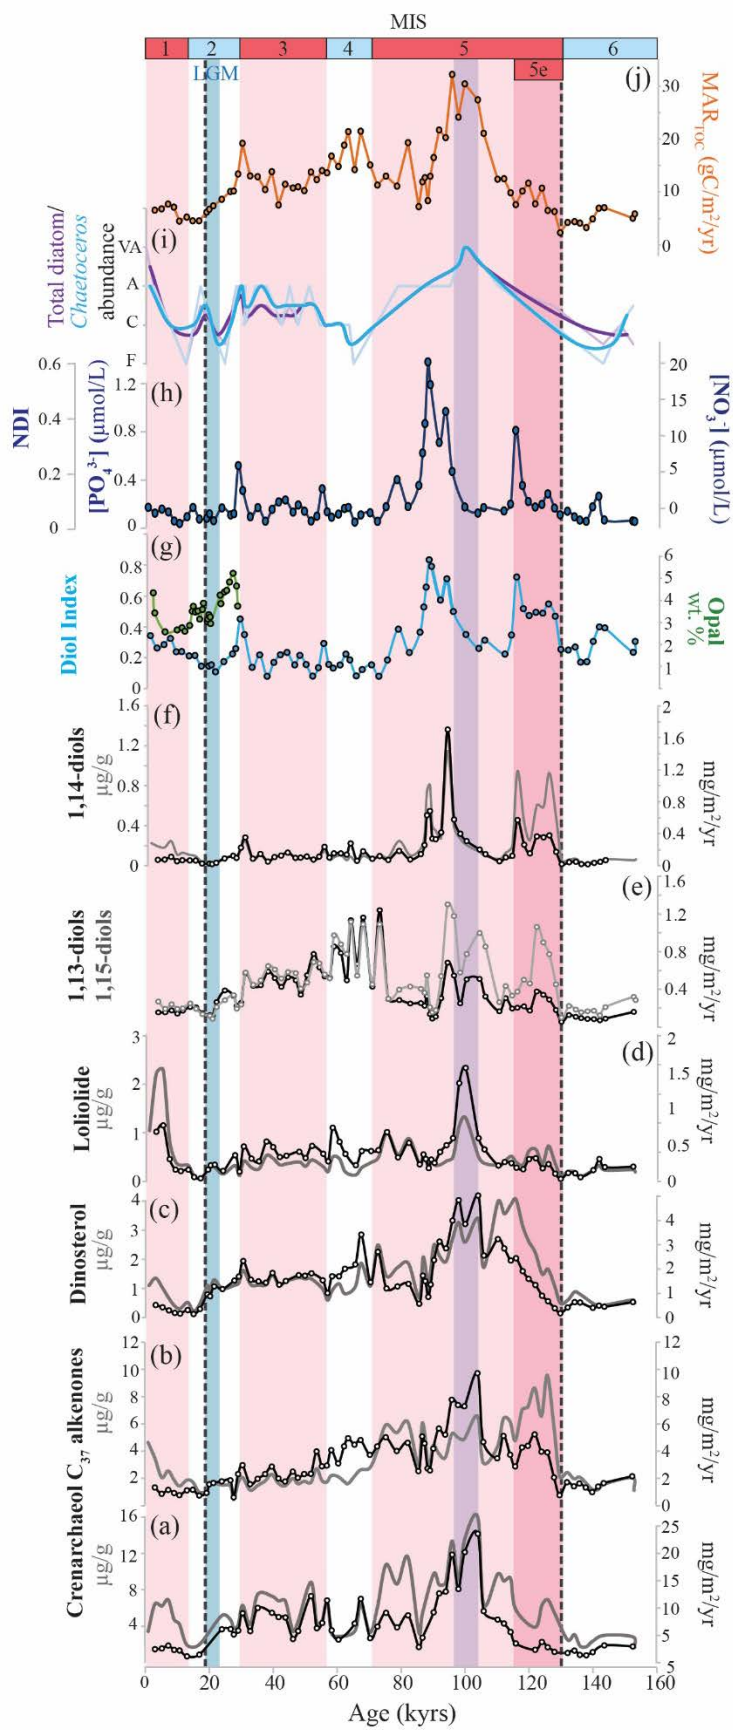 MIS
1 2 3 4 5 6
LGM 5e
(j)
MAR_TOC (gC/m²/yr)
30
20
10
0
(i)
Total diatom/
Chaetoceros
abundance
VA
A
C
F
(h)
NDI
0.6
0.4
0.2
0
[PO₄³⁻] (μmol/L)
1.2
0.8
0.4
0
[NO₃⁻] (μmol/L)
20
15
10
5
0
(g)
Diol Index
0.8
0.6
0.4
0.2
0
Opal
wt. %
6
5
4
3
2
1
(f)
1,14-diols
μg/g
1.6
1.2
0.8
0.4
0
mg/m²/yr
2
1.6
1.2
0.8
0.4
0
(e)
1,13-diols
1,15-diols
mg/m²/yr
1.6
1.2
0.8
0.4
(d)
Loliolide
μg/g
3
2
1
0
mg/m²/yr
2
1.5
1
0.5
0
(c)
Dinosterol
μg/g
4
3
2
1
0
mg/m²/yr
5
4
3
2
1
0
(b)
C₃₇ alkenones
μg/g
12
10
8
6
4
2
0
mg/m²/yr
12
10
8
6
4
2
0
(a)
Crenarchaeol
μg/g
16
12
8
4
mg/m²/yr
25
20
15
10
5
5
0 20 40 60 80 100 120 140 160
Age (kyrs)